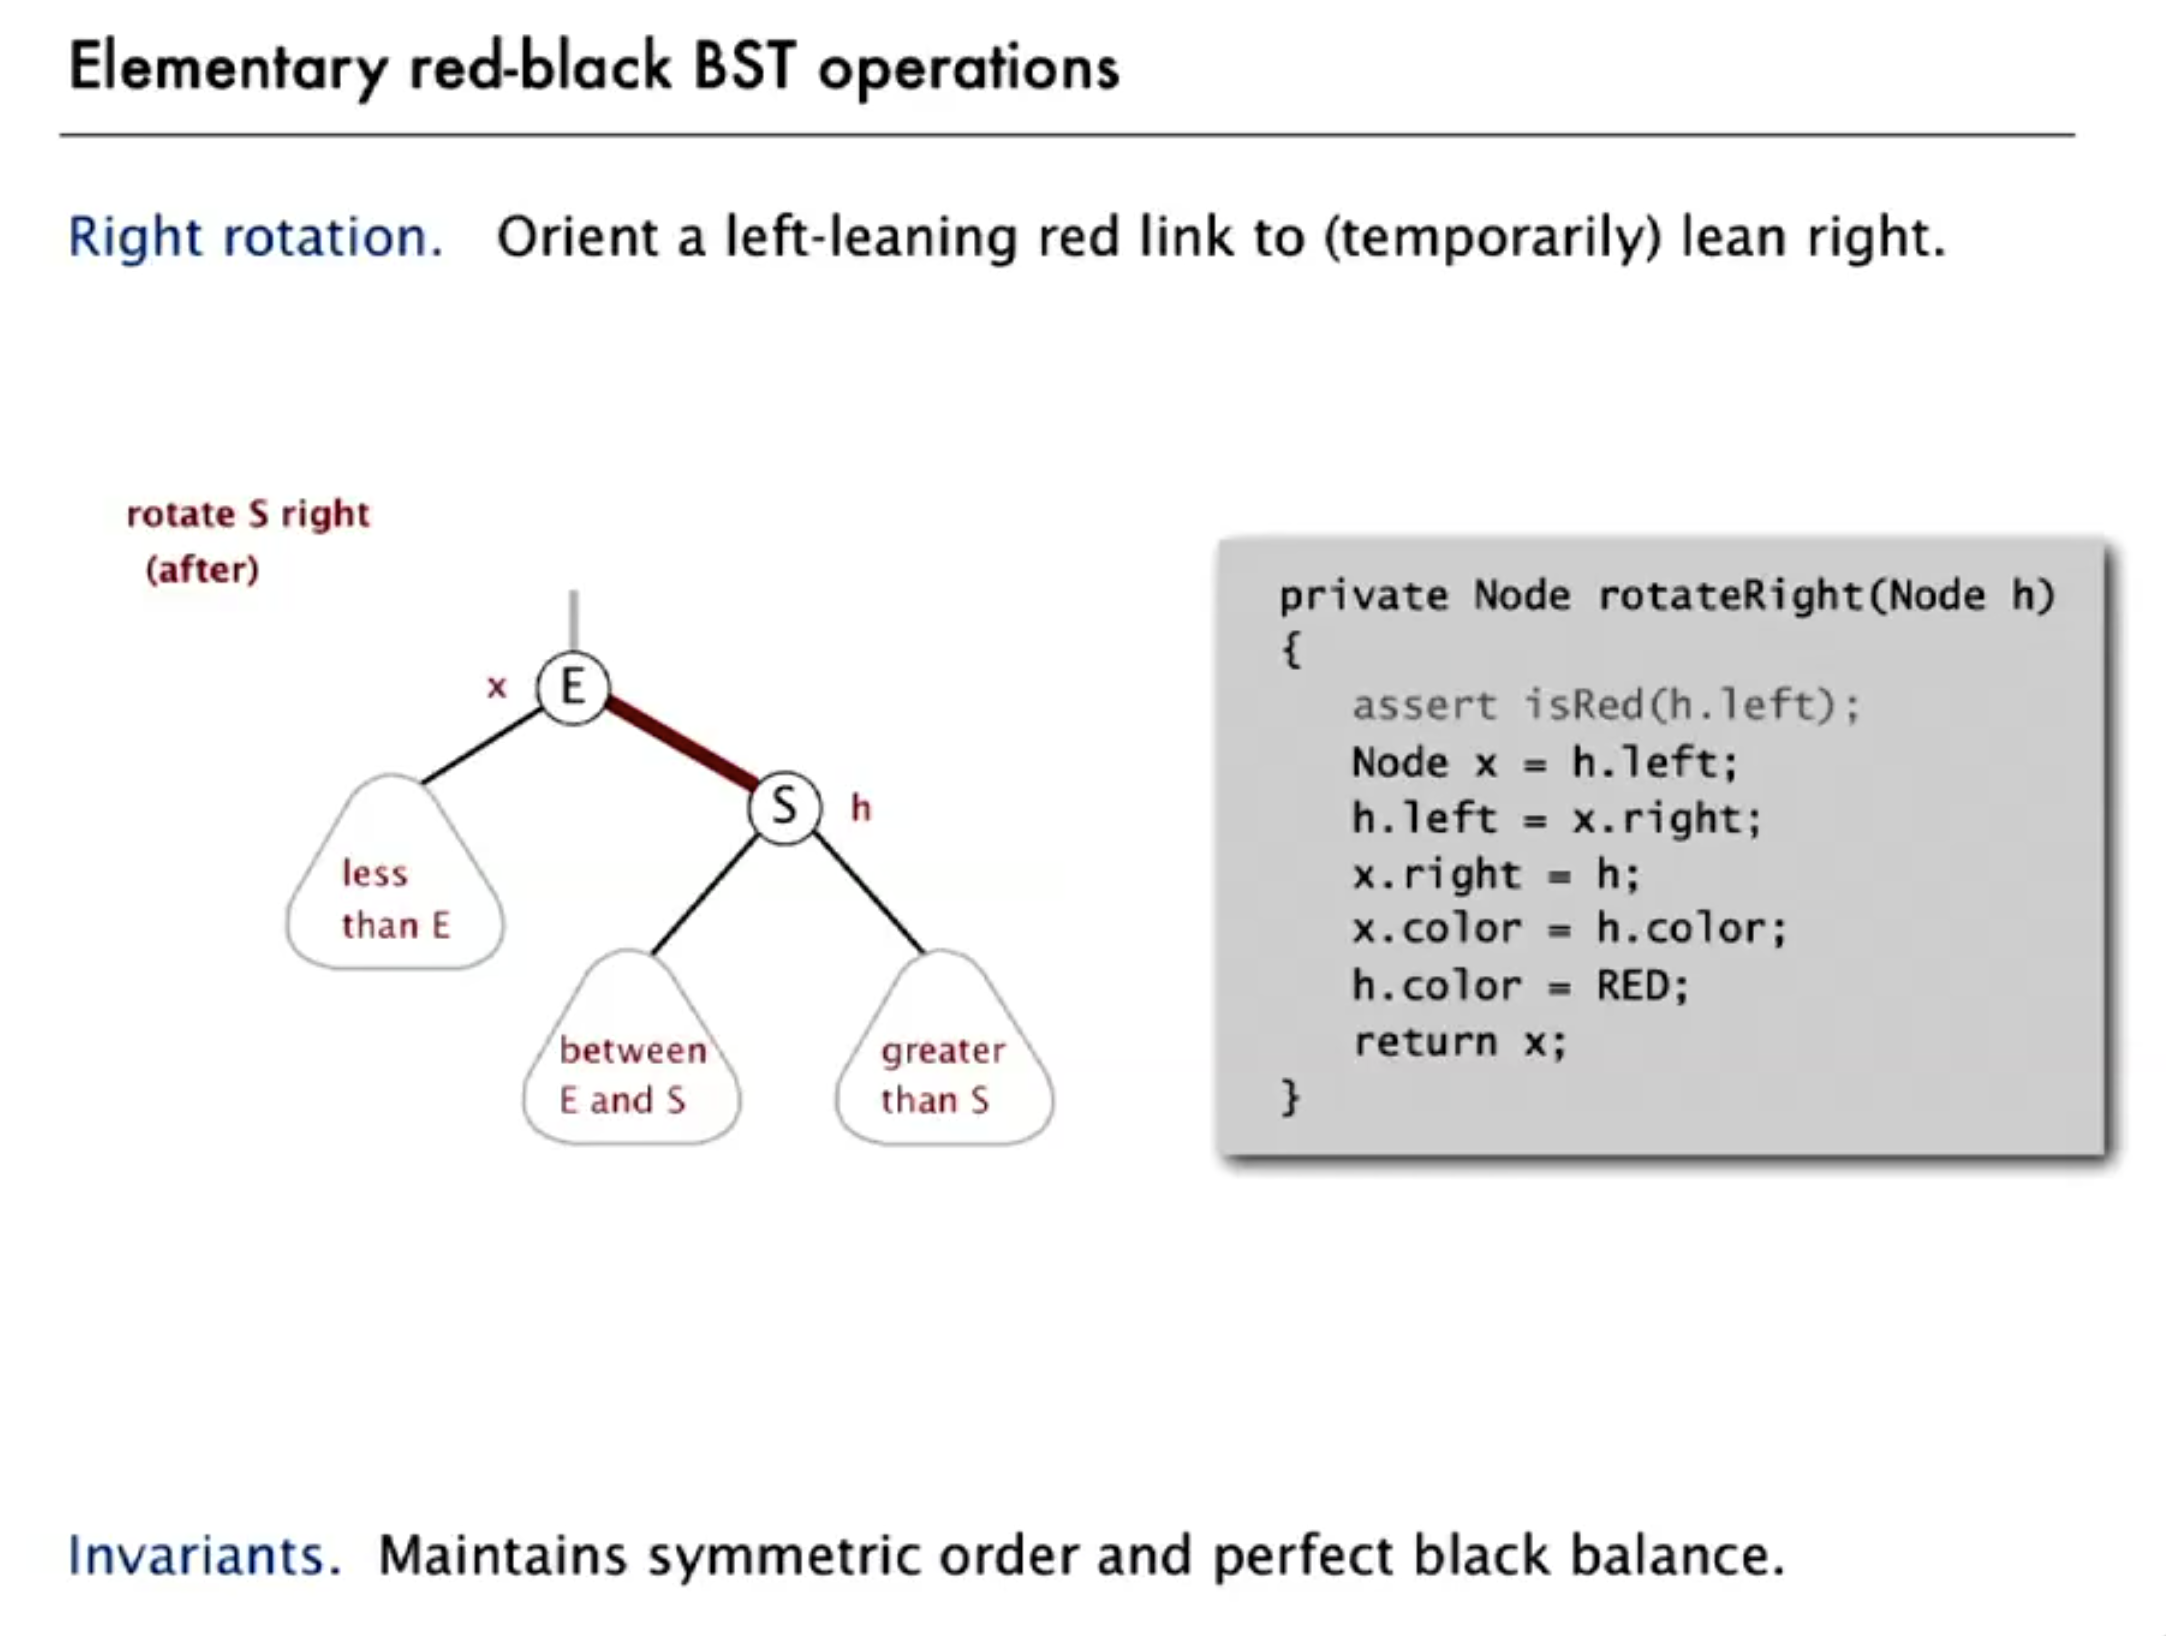 Elementary red-black BST operations
Right rotation. Orient a left-leaning red link to (temporarily) lean right.
rotate S right
(after)
x
E
S
h
less
than E
between
E and S
greater
than S
private Node rotateRight(Node h)
{
assert isRed(h.left);
Node x = h.left;
h.left = x.right;
x.right = h;
x.color = h.color;
h.color = RED;
return x;
}
Invariants. Maintains symmetric order and perfect black balance.